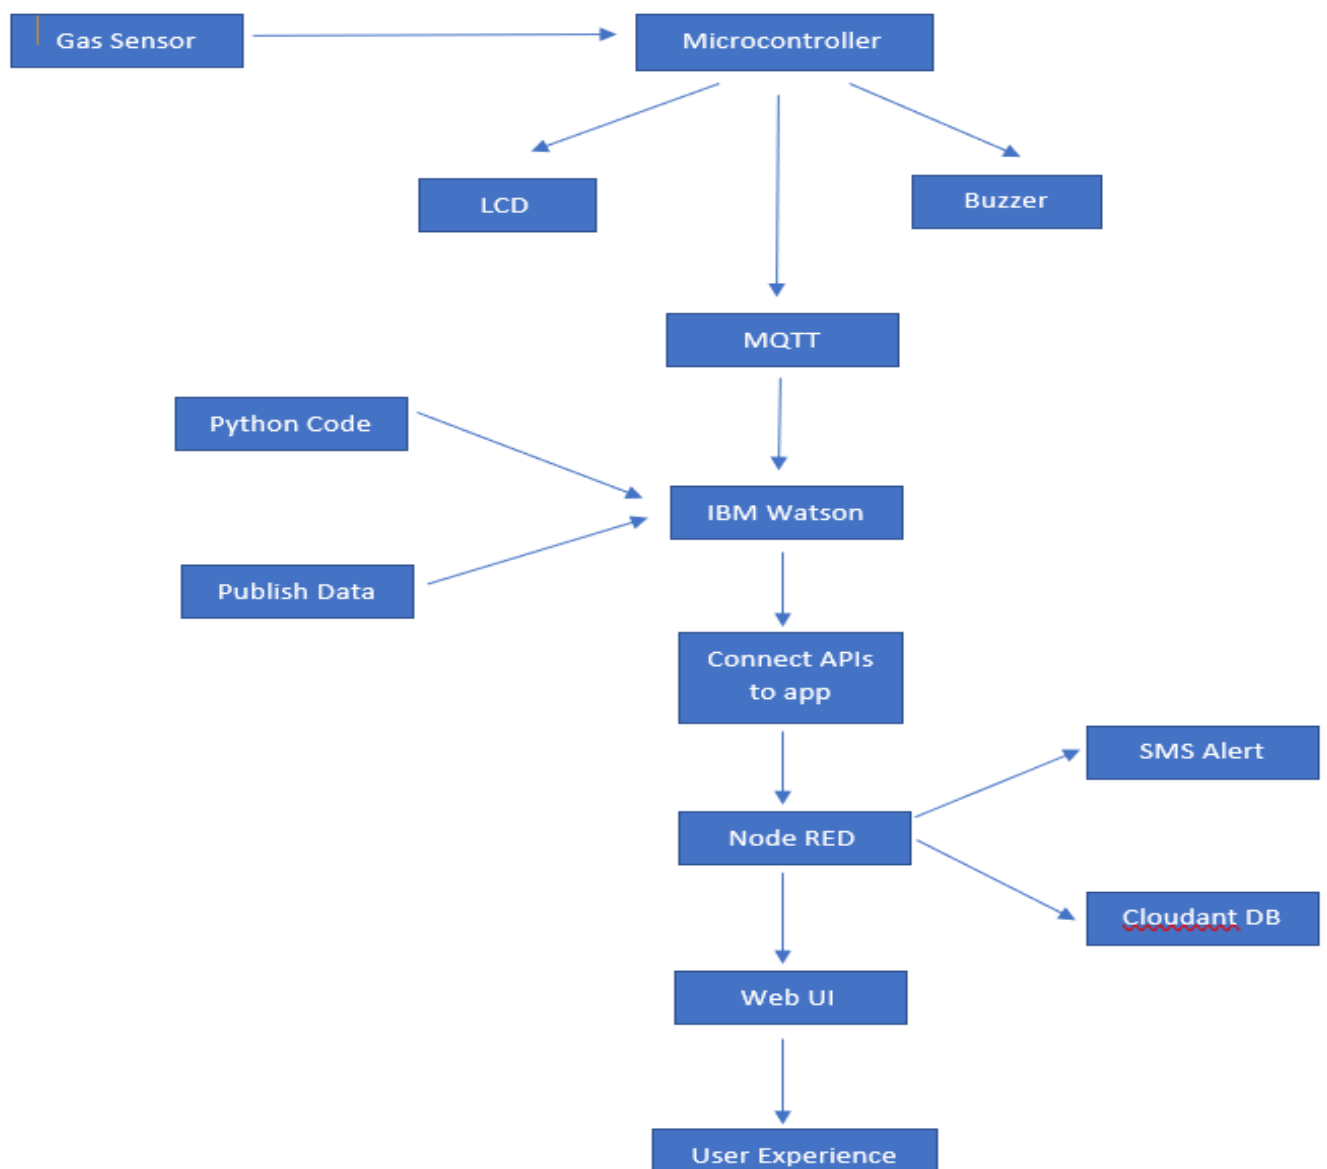 Gas Sensor
Microcontroller
LCD
Buzzer
MQTT
Python Code
IBM Watson
Publish Data
Connect APIs
to app
SMS Alert
Node RED
Cloudant DB
Web UI
User Experience